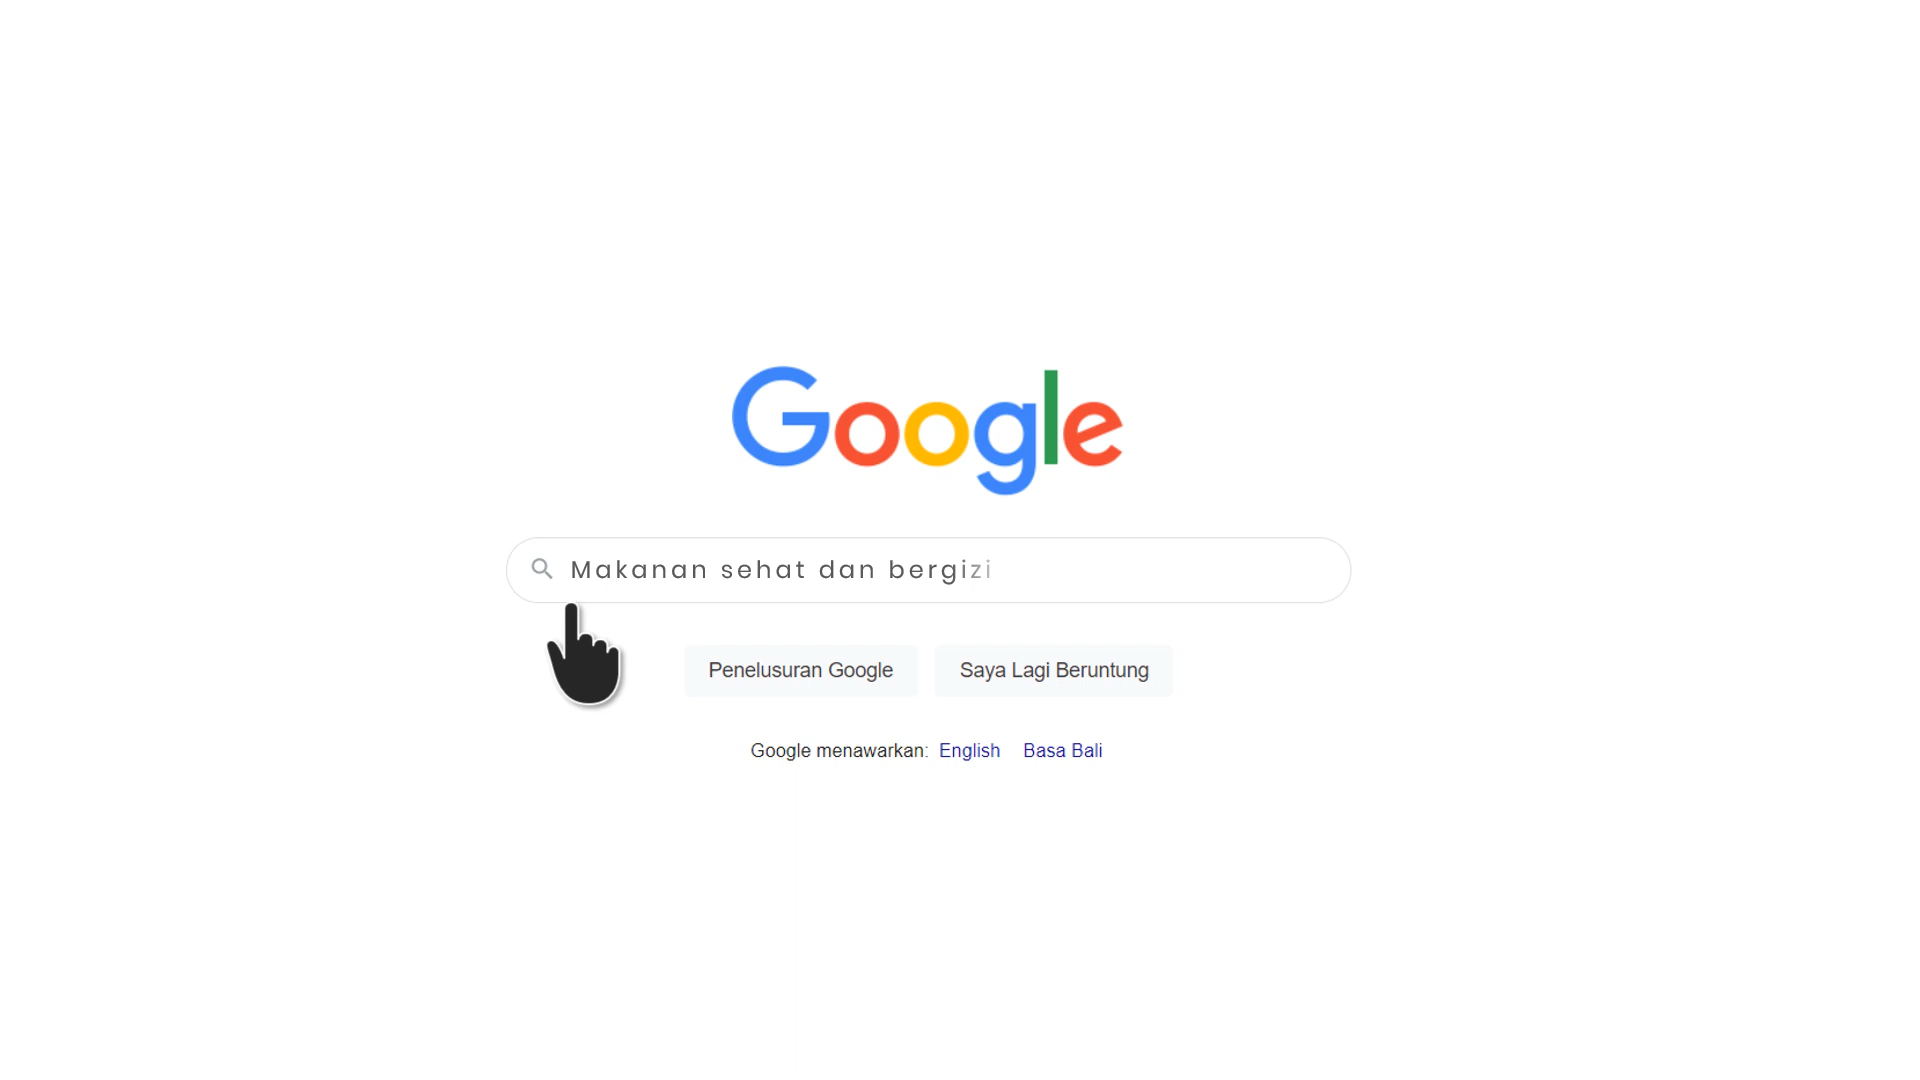 Google
Makanan sehat dan bergizi
Penelusuran Google Saya Lagi Beruntung
Google menawarkan: English Basa Bali